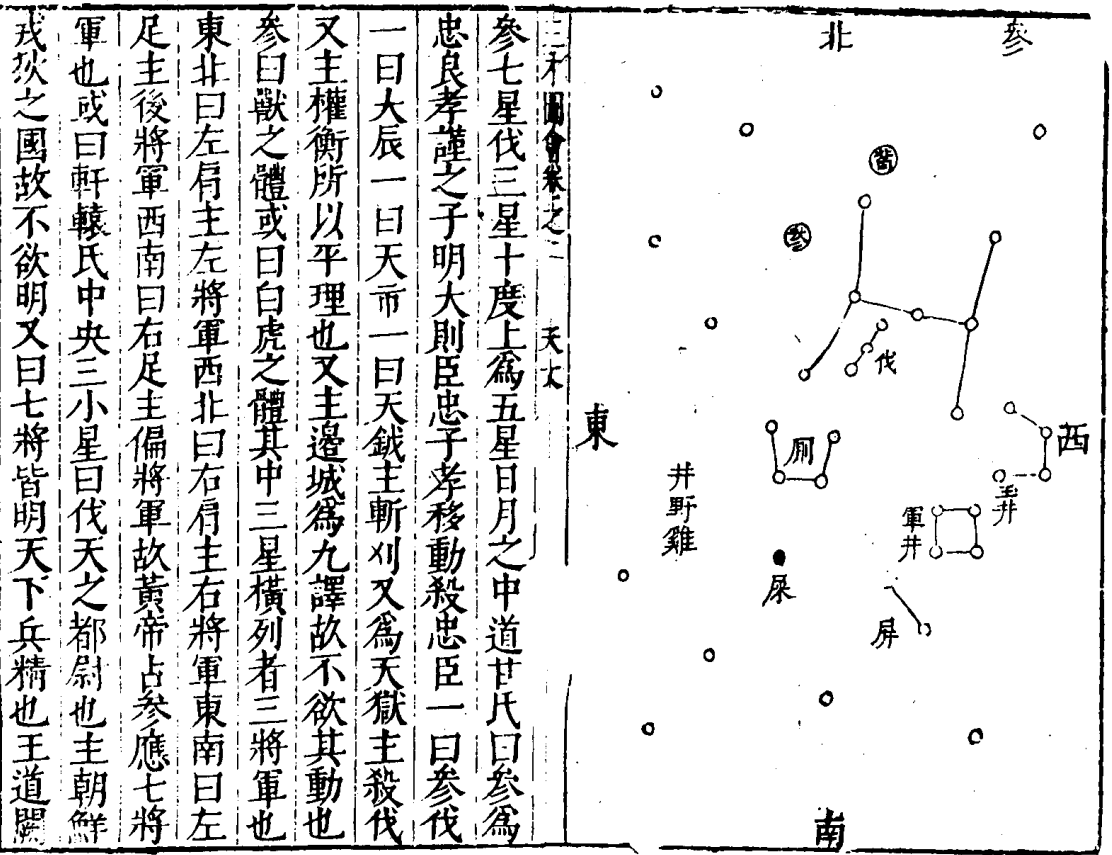 參
北
觜
參
伐
東
西
厠
井野雞
玉井
軍井
屎
屏
南
三才圖會卷之二 天文
參七星伐三星十度上爲五星日月之中道甘氏曰參爲
忠良孝謹之子明大則臣忠子孝移動殺忠臣一曰參伐
一曰大辰一曰天市一曰天鉞主斬刈又爲天獄主殺伐
又主權衡所以平理也又主邊城爲九譯故不欲其動也
參曰獸之體或曰白虎之體其中三星橫列者三將軍也
東北曰左肩主左將軍西北曰右肩主右將軍東南曰左
足主後將軍西南曰右足主偏將軍故黃帝占參應七將
軍也或曰軒轅氏中央三小星曰伐天之都尉也主朝鮮
戎狄之國故不欲明又曰七將皆明天下兵精也王道闕